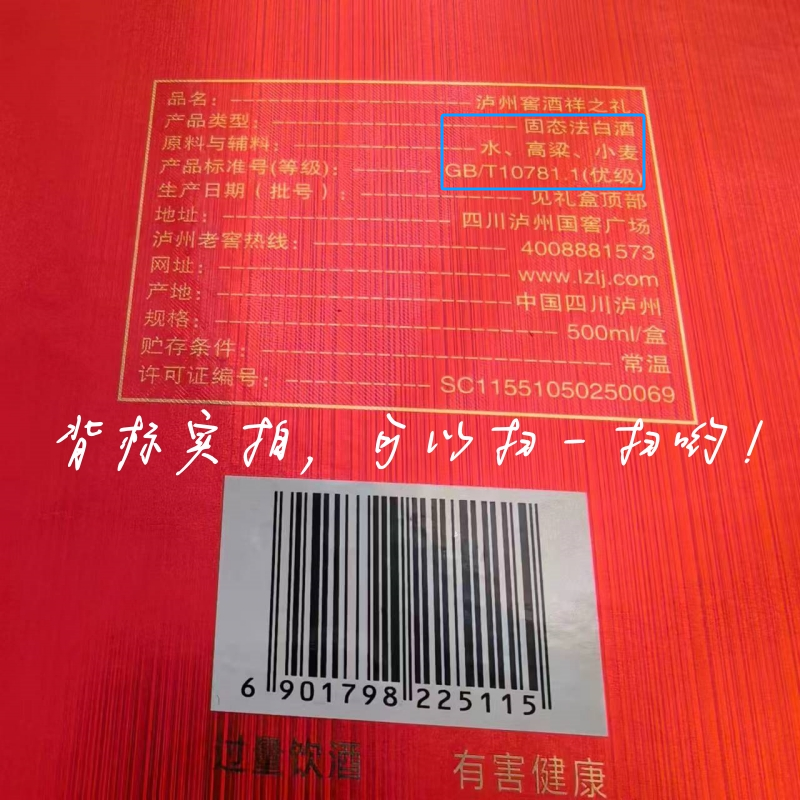 品名：泸州窖酒祥之礼
产品类型：固态法白酒
原料与辅料：水、高粱、小麦
产品标准号(等级)：GB/T10781.1(优级)
生产日期（批号）：见礼盒顶部
地址：四川泸州国窖广场
泸州老窖热线：4008881573
网址：www.lzlj.com
产地：中国四川泸州
规格：500ml/盒
贮存条件：常温
许可证编号：SC11551050250069
背标实拍，可以扫一扫哟！
6 901798 225115
过量饮酒 有害健康